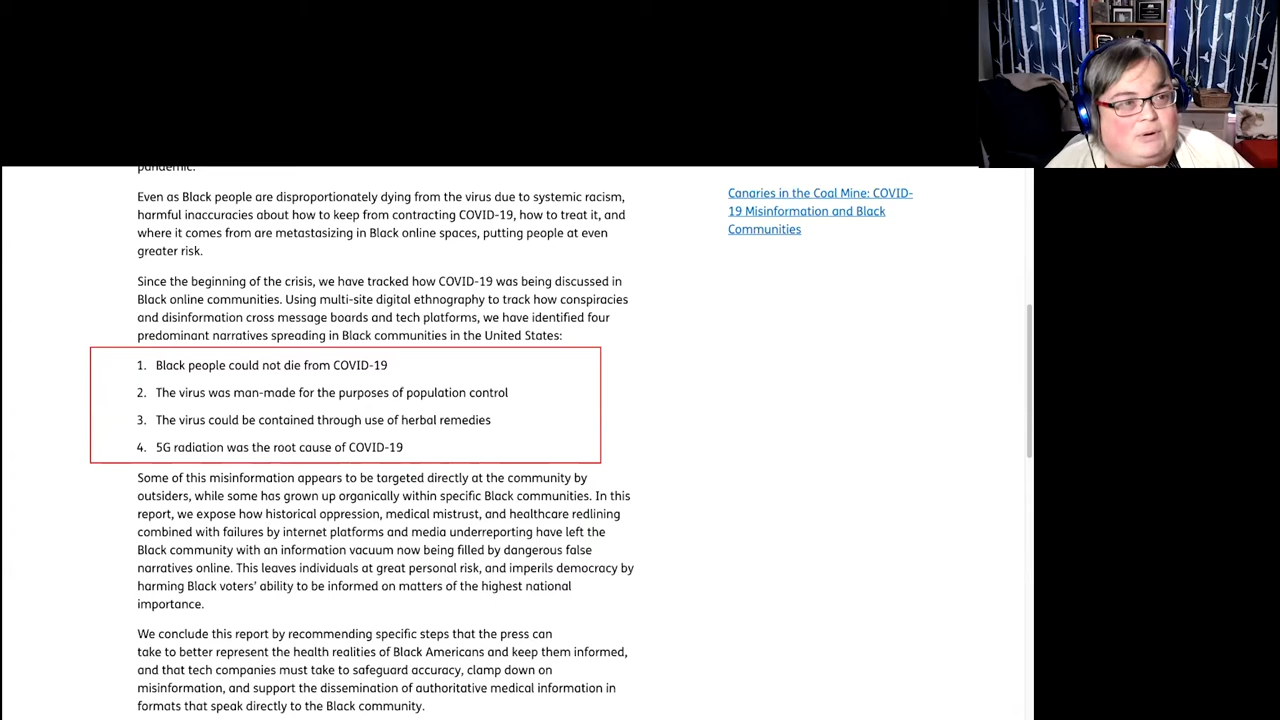 pandemic.
Even as Black people are disproportionately dying from the virus due to systemic racism,
harmful inaccuracies about how to keep from contracting COVID-19, how to treat it, and
where it comes from are metastasizing in Black online spaces, putting people at even
greater risk.
Since the beginning of the crisis, we have tracked how COVID-19 was being discussed in
Black online communities. Using multi-site digital ethnography to track how conspiracies
and disinformation cross message boards and tech platforms, we have identified four
predominant narratives spreading in Black communities in the United States:
1. Black people could not die from COVID-19
2. The virus was man-made for the purposes of population control
3. The virus could be contained through use of herbal remedies
4. 5G radiation was the root cause of COVID-19
Some of this misinformation appears to be targeted directly at the community by
outsiders, while some has grown up organically within specific Black communities. In this
report, we expose how historical oppression, medical mistrust, and healthcare redlining
combined with failures by internet platforms and media underreporting have left the
Black community with an information vacuum now being filled by dangerous false
narratives online. This leaves individuals at great personal risk, and imperils democracy by
harming Black voters' ability to be informed on matters of the highest national
importance.
We conclude this report by recommending specific steps that the press can
take to better represent the health realities of Black Americans and keep them informed,
and that tech companies must take to safeguard accuracy, clamp down on
misinformation, and support the dissemination of authoritative medical information in
formats that speak directly to the Black community.
Canaries in the Coal Mine: COVID-
19 Misinformation and Black
Communities